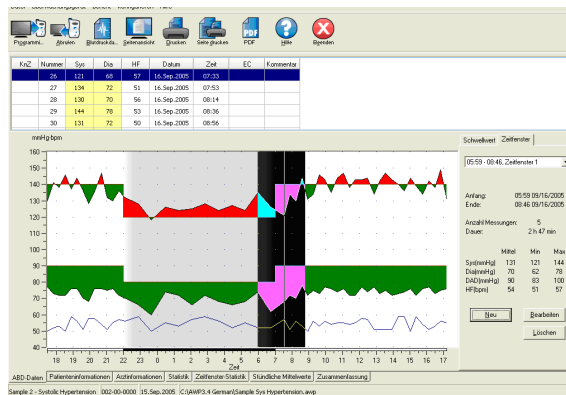 Datei Überwachungsgerät Bericht Konfigurieren Hilfe
Programmi... Abrufen Blutdruckda... Seitenansicht Drucken Seite drucken PDF Hilfe Beenden
KnZ Nummer Sys Dia HF Datum Zeit EC Kommentar
26 121 68 57 16.Sep.2005 07:33
27 134 72 51 16.Sep.2005 07:53
28 130 70 56 16.Sep.2005 08:14
29 144 78 53 16.Sep.2005 08:36
30 131 72 50 16.Sep.2005 08:56
mmHg-bpm
160
150
140
130
120
110
100
90
80
70
60
50
40
18 19 20 21 22 23 0 1 2 3 4 5 6 7 8 9 10 11 12 13 14 15 16 17
Zeit
Schwellwert Zeitfenster
05:59 - 08:46, Zeitfenster 1
Anfang: 05:59 09/16/2005
Ende: 08:46 09/16/2005
Anzahl Messungen: 5
Dauer: 2 h 47 min
Mittel Min Max
Sys(mmHg) 131 121 144
Dia(mmHg) 70 62 78
DAD(mmHg) 90 83 100
HF(bpm) 54 51 57
Neu Bearbeiten
Löschen
ABD-Daten Patienteninformationen Arztinformationen Statistik Zeitfenster-Statistik Stündliche Mittelwerte Zusammenfassung
Sample 2 - Systolic Hypertension 002-00-0000 15.Sep.2005 C:\AWP3.4 German\Sample Sys Hypertension.awp